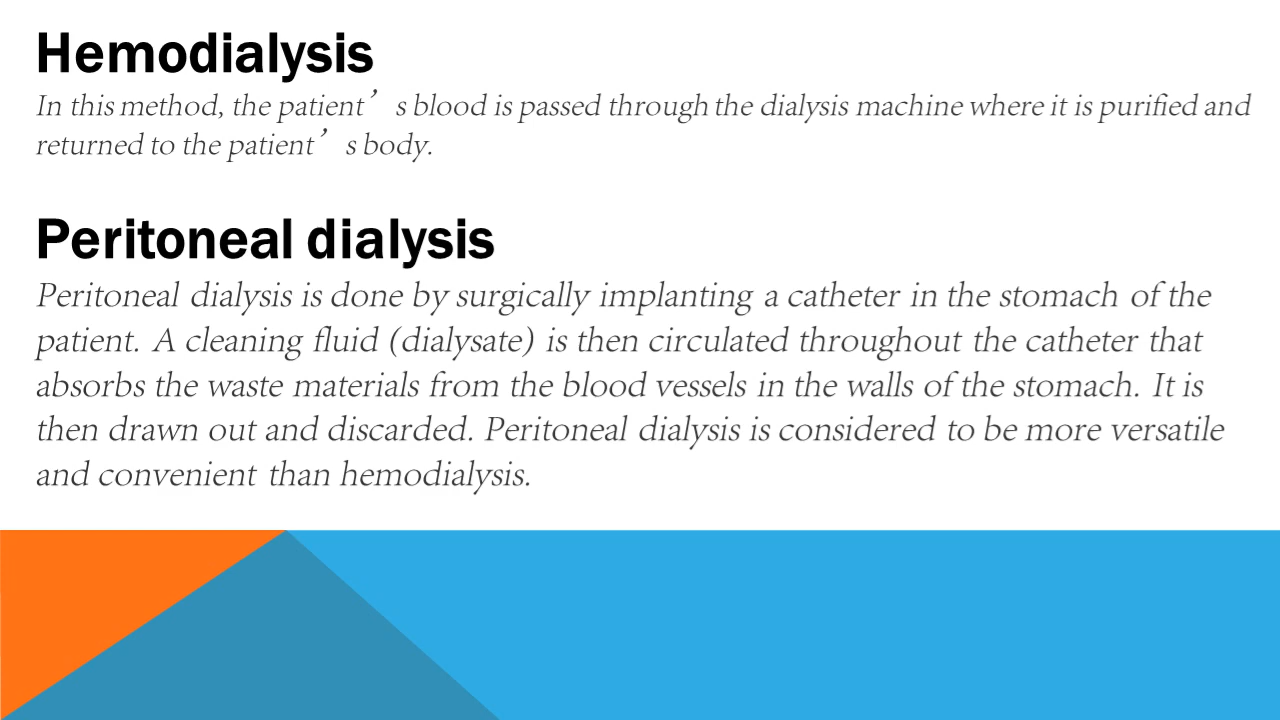 Hemodialysis
In this method, the patient’s blood is passed through the dialysis machine where it is purified and
returned to the patient’s body.
Peritoneal dialysis
Peritoneal dialysis is done by surgically implanting a catheter in the stomach of the
patient. A cleaning fluid (dialysate) is then circulated throughout the catheter that
absorbs the waste materials from the blood vessels in the walls of the stomach. It is
then drawn out and discarded. Peritoneal dialysis is considered to be more versatile
and convenient than hemodialysis.